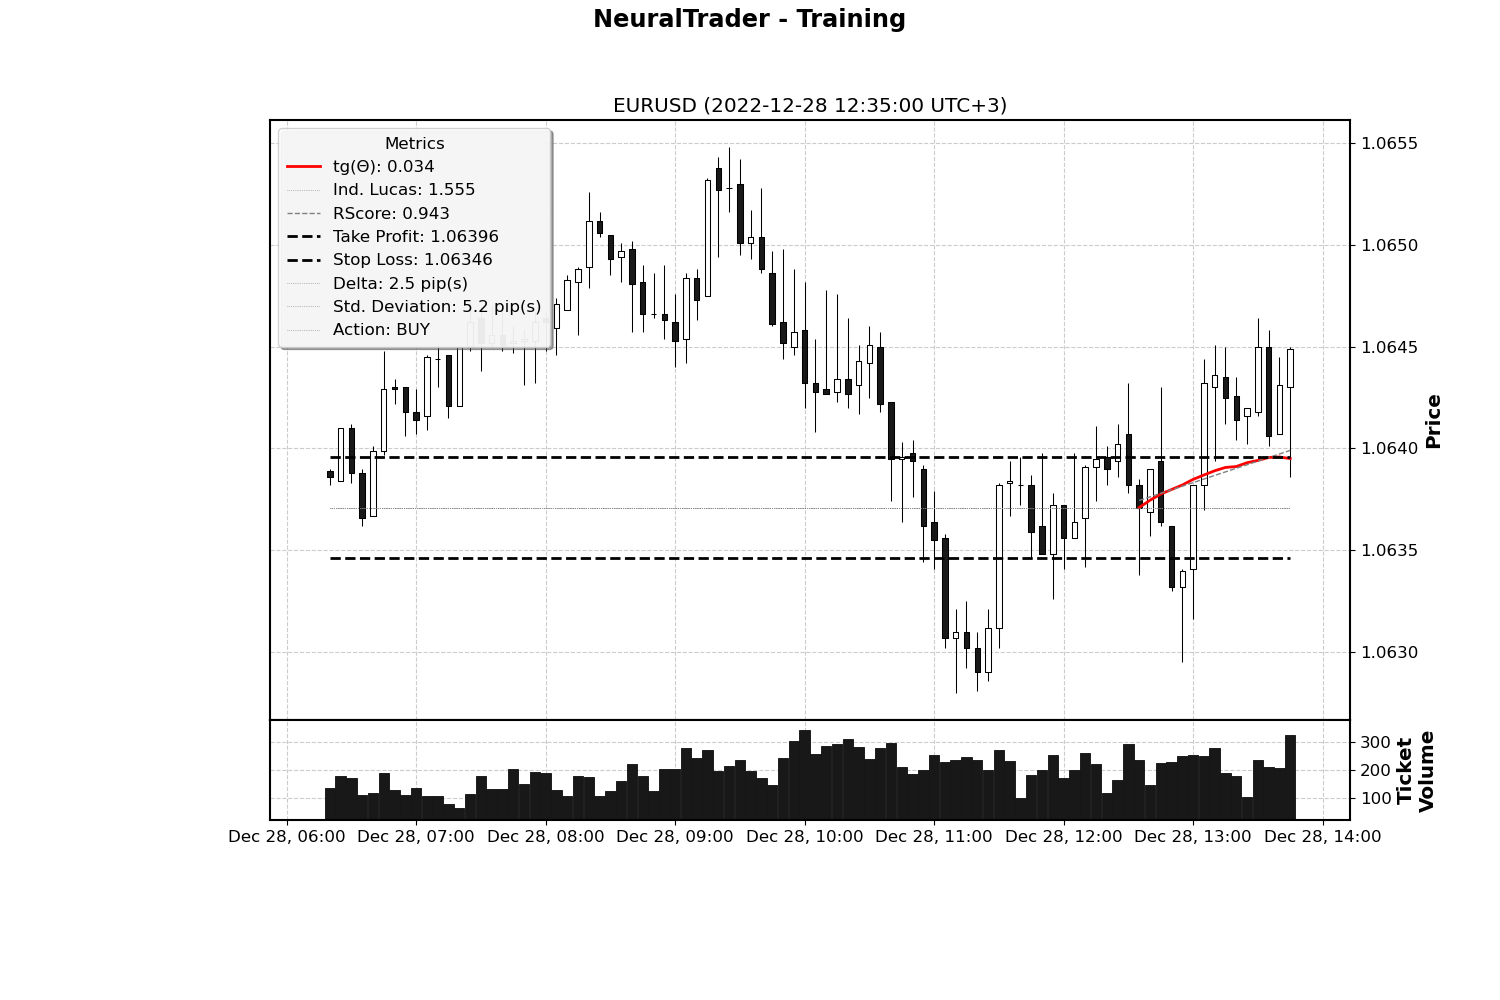 NeuralTrader - Training
EURUSD (2022-12-28 12:35:00 UTC+3)
Metrics
tg(Θ): 0.034
Ind. Lucas: 1.555
RScore: 0.943
Take Profit: 1.06396
Stop Loss: 1.06346
Delta: 2.5 pip(s)
Std. Deviation: 5.2 pip(s)
Action: BUY
1.0655
1.0650
1.0645
1.0640
1.0635
1.0630
Price
300
200
100
Ticket
Volume
Dec 28, 06:00
Dec 28, 07:00
Dec 28, 08:00
Dec 28, 09:00
Dec 28, 10:00
Dec 28, 11:00
Dec 28, 12:00
Dec 28, 13:00
Dec 28, 14:00